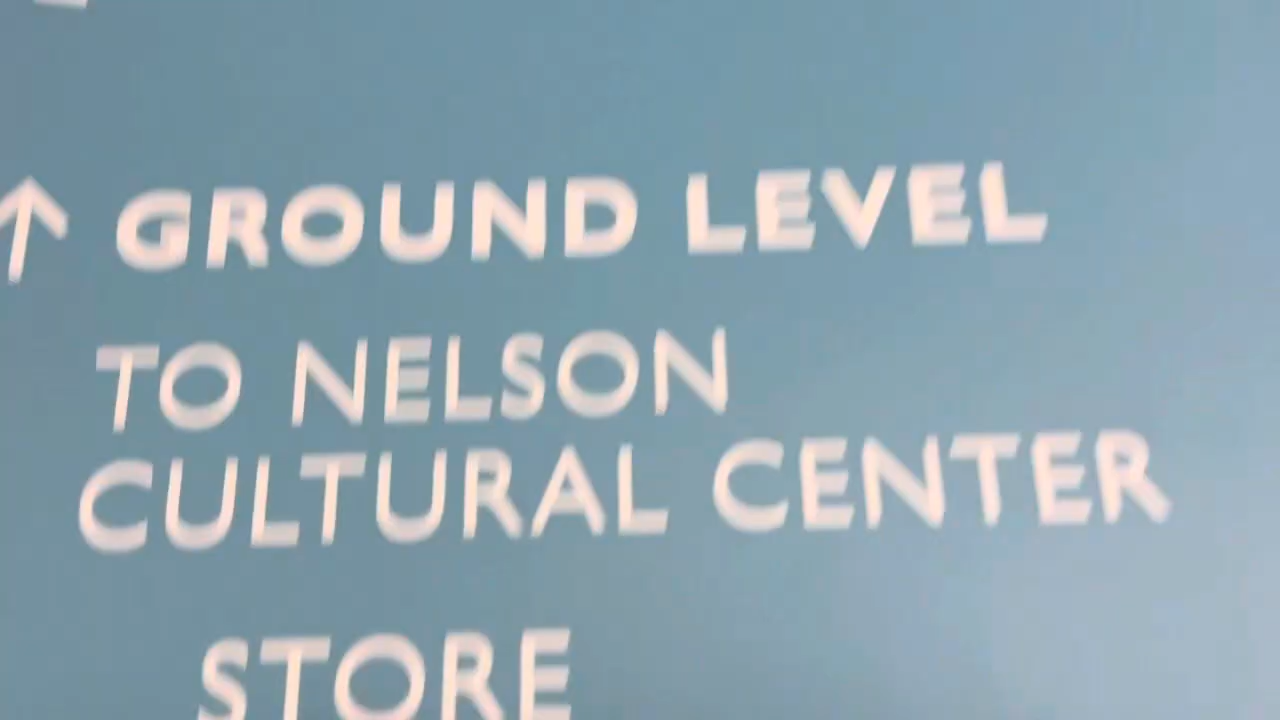 ↑ GROUND LEVEL
TO NELSON
CULTURAL CENTER
STORE